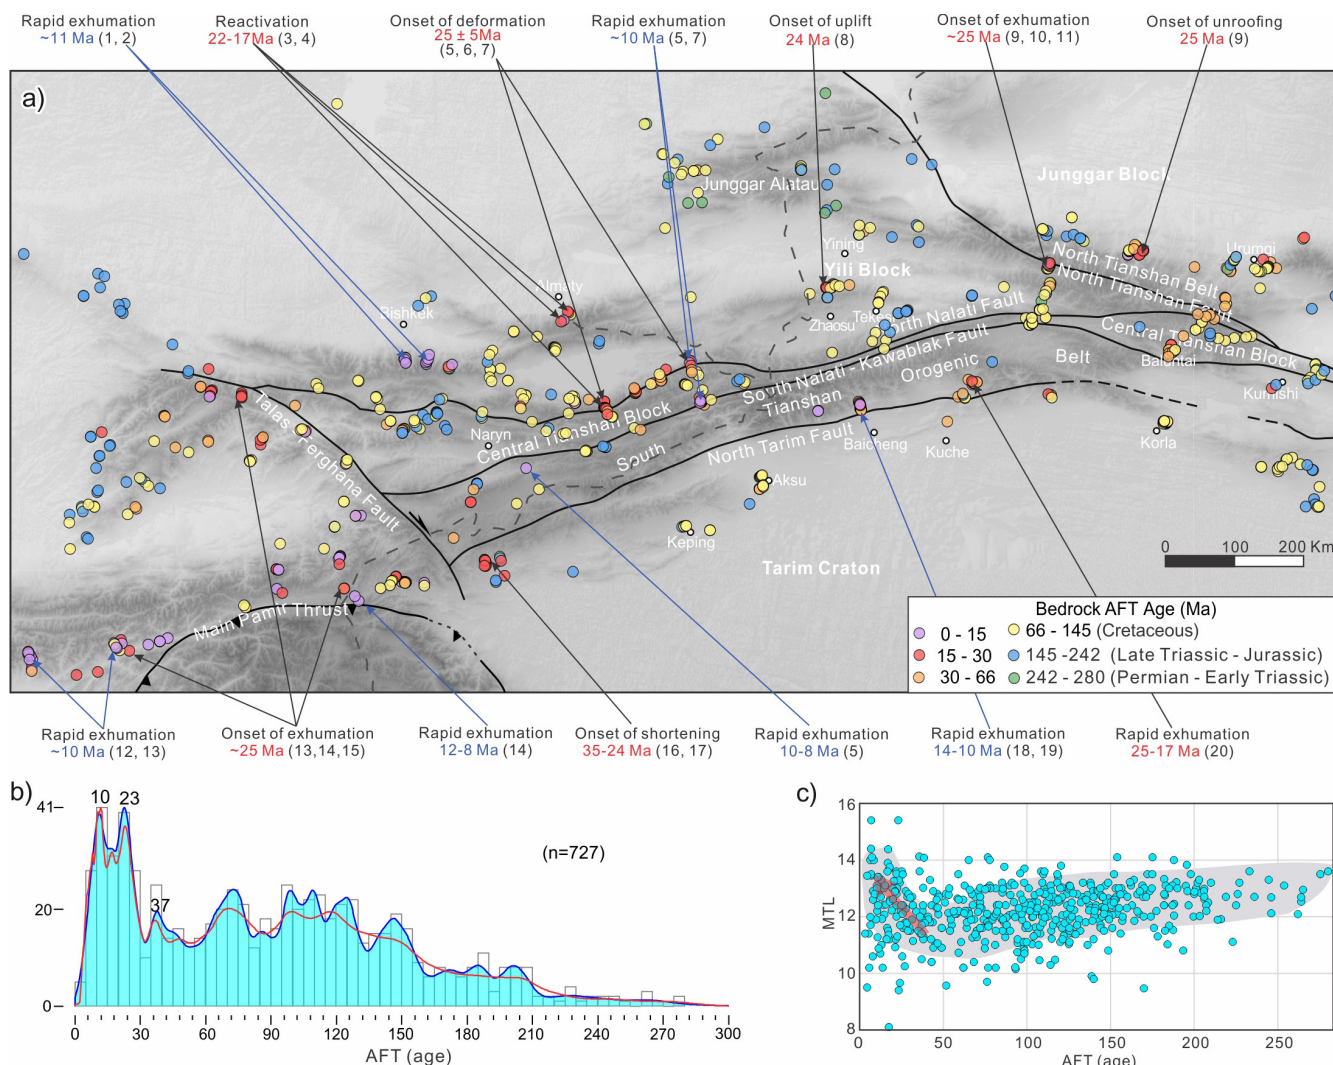 Rapid exhumation
~11 Ma (1, 2)
Reactivation
22-17Ma (3, 4)
Onset of deformation
25 ± 5Ma
(5, 6, 7)
Rapid exhumation
~10 Ma (5, 7)
Onset of uplift
24 Ma (8)
Onset of exhumation
~25 Ma (9, 10, 11)
Onset of unroofing
25 Ma (9)
a)
Junggar Alatau
Junggar Block
Yining
Yili Block
Urumqi
North Tianshan Belt
North Tianshan Fault
Almaty
Bishkek
Zhaosu
Tekes
North Nalati Fault
Central Tianshan Block
South Nalati - Kawablak Fault
Orogenic
Belt
Baluntai
Kumishi
Tianshan
Talas - Ferghana Fault
Central Tianshan Block
Naryn
South
North Tarim Fault
Baicheng
Kuche
Korla
Aksu
Keping
Tarim Craton
0 100 200 Km
Main Pamir Thrust
Bedrock AFT Age (Ma)
0 - 15
66 - 145 (Cretaceous)
15 - 30
145 -242 (Late Triassic - Jurassic)
30 - 66
242 - 280 (Permian - Early Triassic)
Rapid exhumation
~10 Ma (12, 13)
Onset of exhumation
~25 Ma (13,14,15)
Rapid exhumation
12-8 Ma (14)
Onset of shortening
35-24 Ma (16, 17)
Rapid exhumation
10-8 Ma (5)
Rapid exhumation
14-10 Ma (18, 19)
Rapid exhumation
25-17 Ma (20)
b)
10 23
41
(n=727)
37
20
0
0 30 60 90 120 150 180 210 240 270 300
AFT (age)
c)
16
14
12
10
8
MTL
0 50 100 150 200 250
AFT (age)